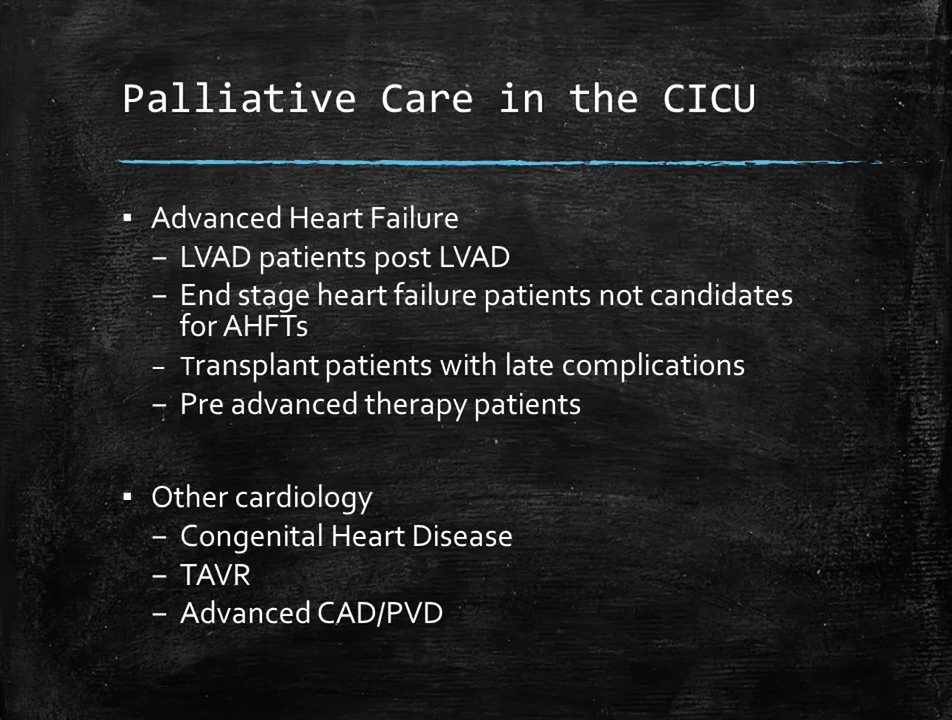 Palliative Care in the CICU
▪ Advanced Heart Failure
– LVAD patients post LVAD
– End stage heart failure patients not candidates
for AHFTs
– Transplant patients with late complications
– Pre advanced therapy patients
▪ Other cardiology
– Congenital Heart Disease
– TAVR
– Advanced CAD/PVD